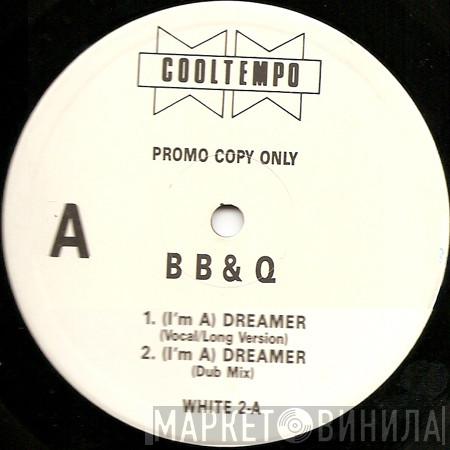 COOLTEMPO
PROMO COPY ONLY
A
B B & Q
1. (I'm A) DREAMER
(Vocal/Long Version)
2. (I'm A) DREAMER
(Dub Mix)
WHITE 2-A
МАРКЕТ ВИНИЛА